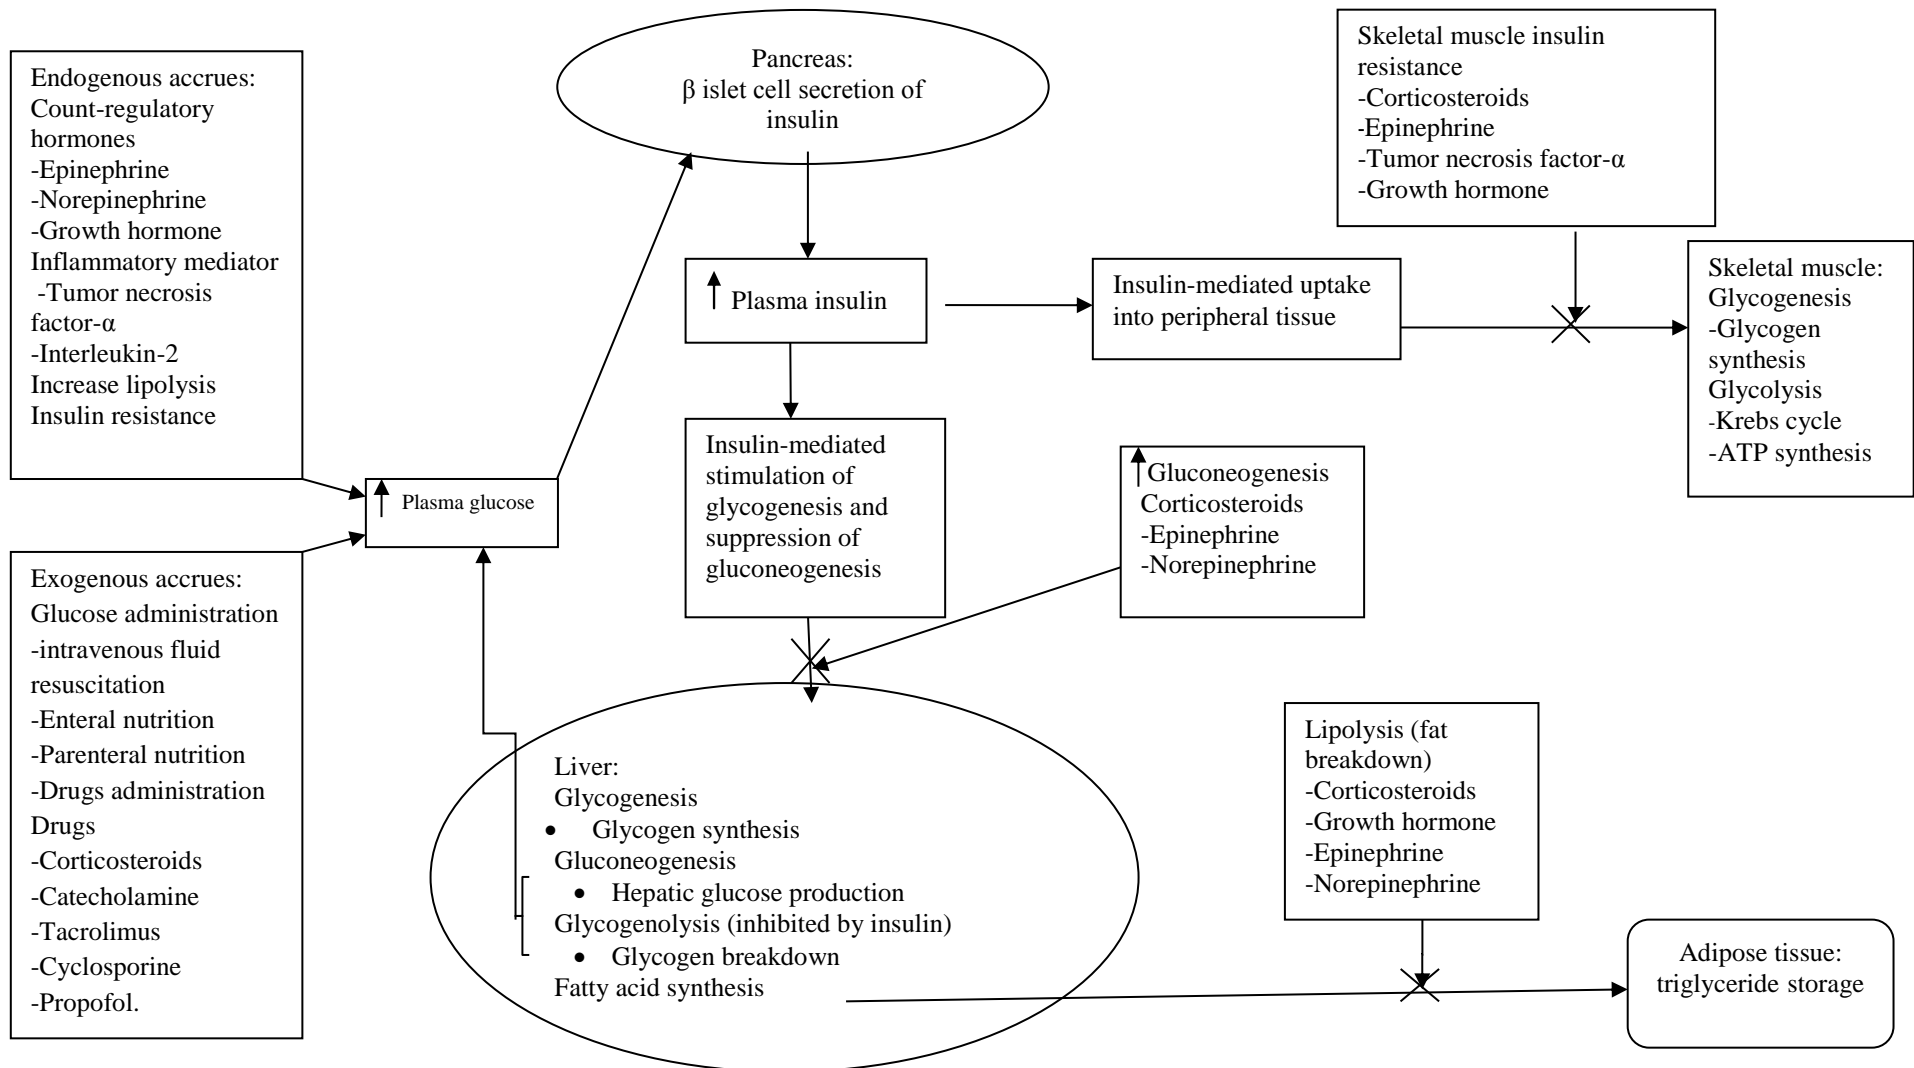 Endogenous accrues:
Count-regulatory
hormones
-Epinephrine
-Norepinephrine
-Growth hormone
Inflammatory mediator
-Tumor necrosis
factor-α
-Interleukin-2
Increase lipolysis
Insulin resistance
Exogenous accrues:
Glucose administration
-intravenous fluid
resuscitation
-Enteral nutrition
-Parenteral nutrition
-Drugs administration
Drugs
-Corticosteroids
-Catecholamine
-Tacrolimus
-Cyclosporine
-Propofol.
Plasma glucose
Pancreas:
β islet cell secretion of
insulin
Plasma insulin
Insulin-mediated
stimulation of
glycogenesis and
suppression of
gluconeogenesis
Liver:
Glycogenesis
• Glycogen synthesis
Gluconeogenesis
• Hepatic glucose production
Glycogenolysis (inhibited by insulin)
• Glycogen breakdown
Fatty acid synthesis
Insulin-mediated uptake
into peripheral tissue
Gluconeogenesis
Corticosteroids
-Epinephrine
-Norepinephrine
Skeletal muscle insulin
resistance
-Corticosteroids
-Epinephrine
-Tumor necrosis factor-α
-Growth hormone
Skeletal muscle:
Glycogenesis
-Glycogen
synthesis
Glycolysis
-Krebs cycle
-ATP synthesis
Lipolysis (fat
breakdown)
-Corticosteroids
-Growth hormone
-Epinephrine
-Norepinephrine
Adipose tissue:
triglyceride storage